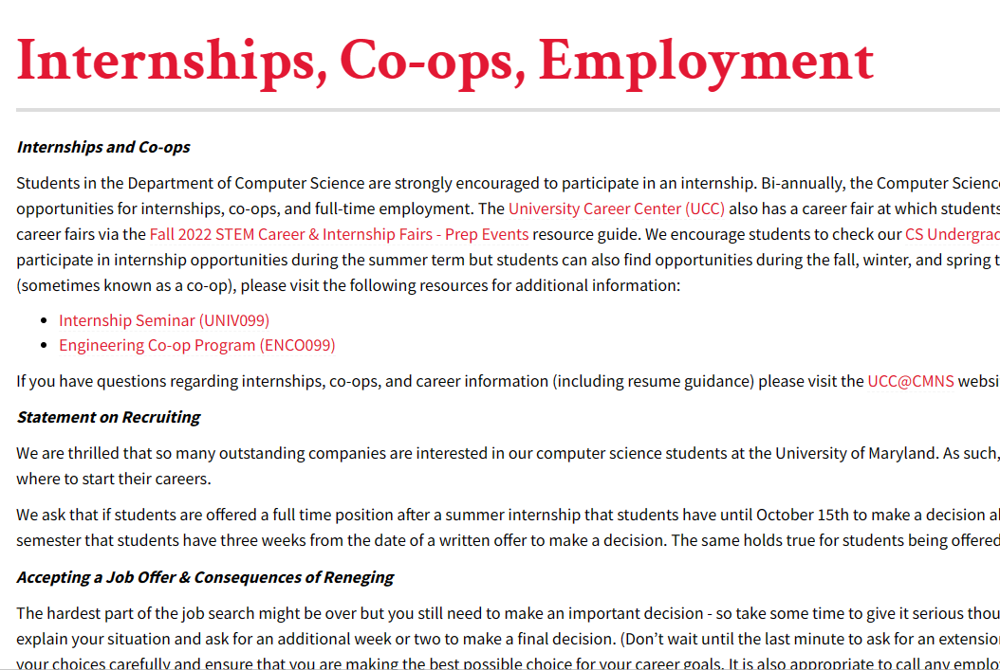 Internships, Co-ops, Employment
Internships and Co-ops
Students in the Department of Computer Science are strongly encouraged to participate in an internship. Bi-annually, the Computer Science
opportunities for internships, co-ops, and full-time employment. The University Career Center (UCC) also has a career fair at which students
career fairs via the Fall 2022 STEM Career & Internship Fairs - Prep Events resource guide. We encourage students to check our CS Undergrad
participate in internship opportunities during the summer term but students can also find opportunities during the fall, winter, and spring
(sometimes known as a co-op), please visit the following resources for additional information:
• Internship Seminar (UNIV099)
• Engineering Co-op Program (ENCO099)
If you have questions regarding internships, co-ops, and career information (including resume guidance) please visit the UCC@CMNS websi
Statement on Recruiting
We are thrilled that so many outstanding companies are interested in our computer science students at the University of Maryland. As such,
where to start their careers.
We ask that if students are offered a full time position after a summer internship that students have until October 15th to make a decision
semester that students have three weeks from the date of a written offer to make a decision. The same holds true for students being offered
Accepting a Job Offer & Consequences of Reneging
The hardest part of the job search might be over but you still need to make an important decision - so take some time to give it serious thou
explain your situation and ask for an additional week or two to make a final decision. (Don't wait until the last minute to ask for an extension
your choices carefully and ensure that you are making the best possible choice for your career goals. It is also appropriate to call any emplo